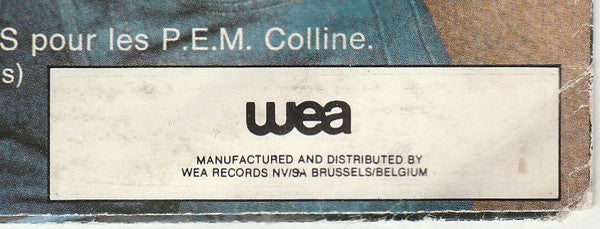 S pour les P.E.M. Colline.
s)
wea
MANUFACTURED AND DISTRIBUTED BY
WEA RECORDS NV/SA BRUSSELS/BELGIUM